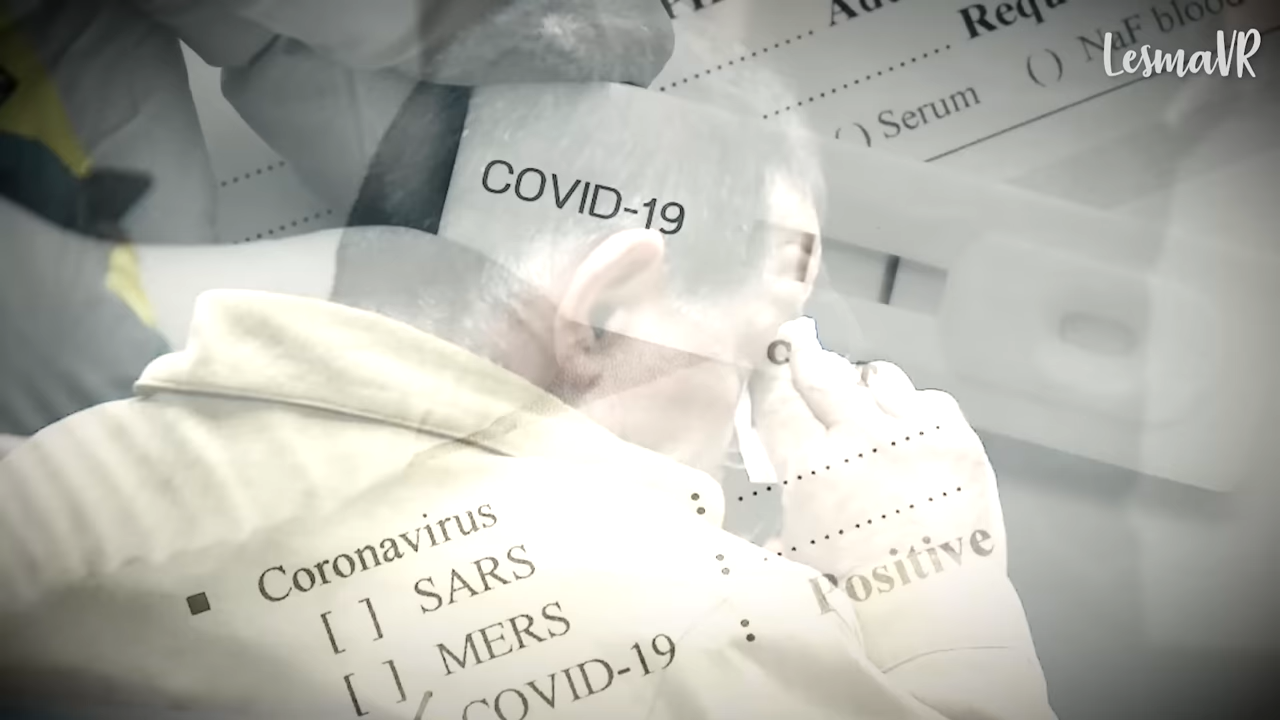 Requ
LesmaVR
( ) NaF blood
( ) Serum
COVID-19
C
T
Coronavirus
[ ] SARS
[ ] MERS
COVID-19
Positive